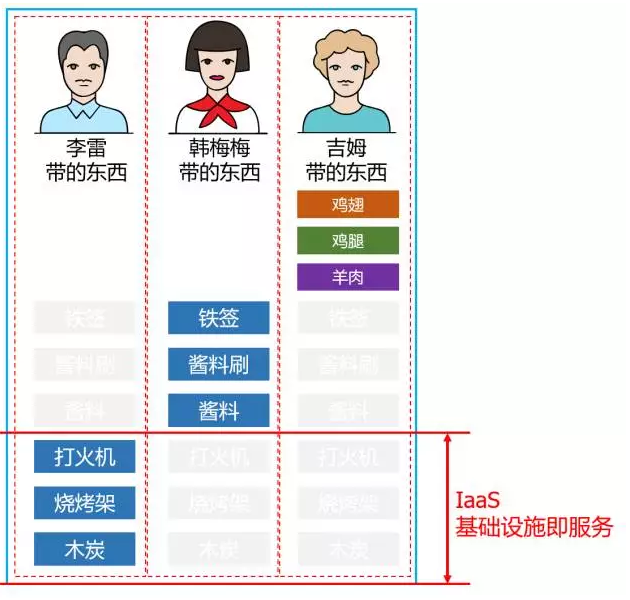 李雷
带的东西
韩梅梅
带的东西
吉姆
带的东西
鸡翅
鸡腿
羊肉
铁签
铁签
铁签
酱料刷
酱料刷
酱料刷
酱料
酱料
酱料
打火机
打火机
打火机
烧烤架
烧烤架
烧烤架
木炭
木炭
木炭
IaaS
基础设施即服务